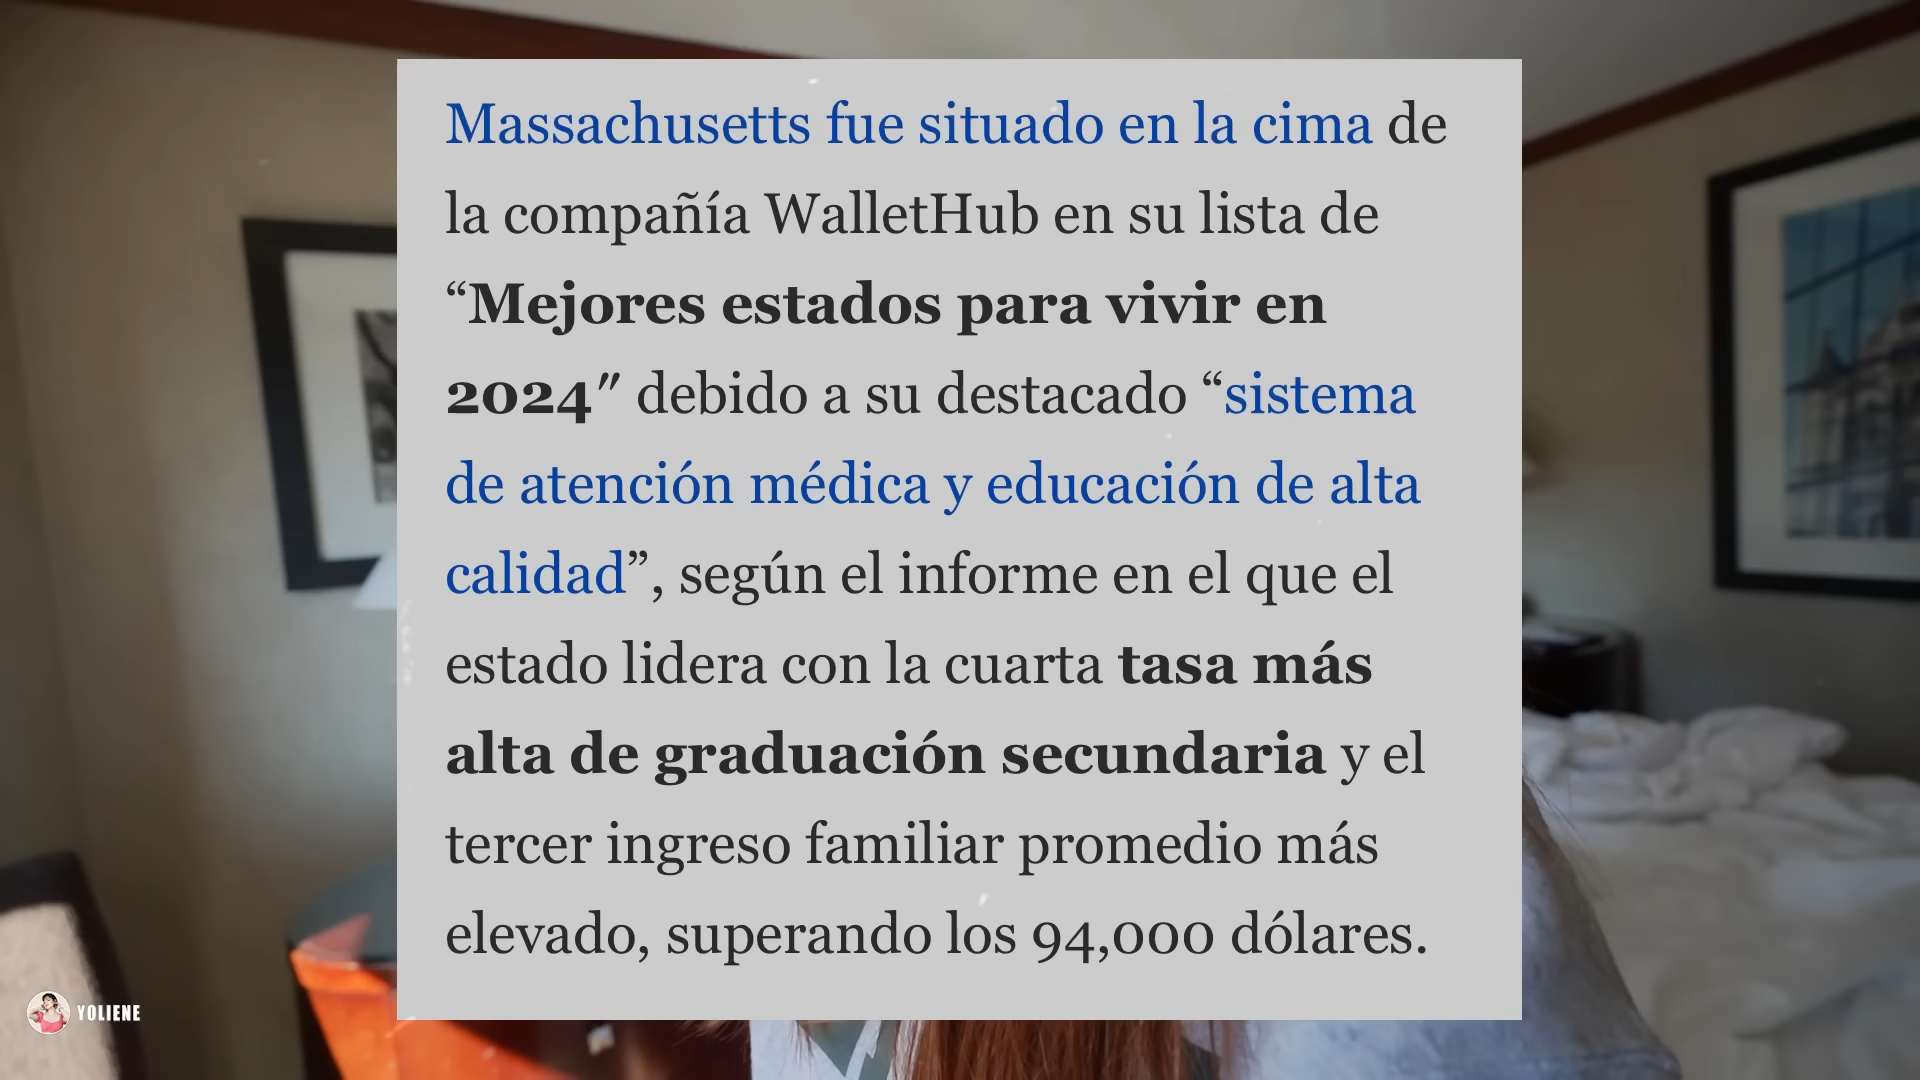 Massachusetts fue situado en la cima de
la compañía WalletHub en su lista de
“Mejores estados para vivir en
2024″ debido a su destacado “sistema
de atención médica y educación de alta
calidad”, según el informe en el que el
estado lidera con la cuarta tasa más
alta de graduación secundaria y el
tercer ingreso familiar promedio más
elevado, superando los 94,000 dólares.
YOLIENE